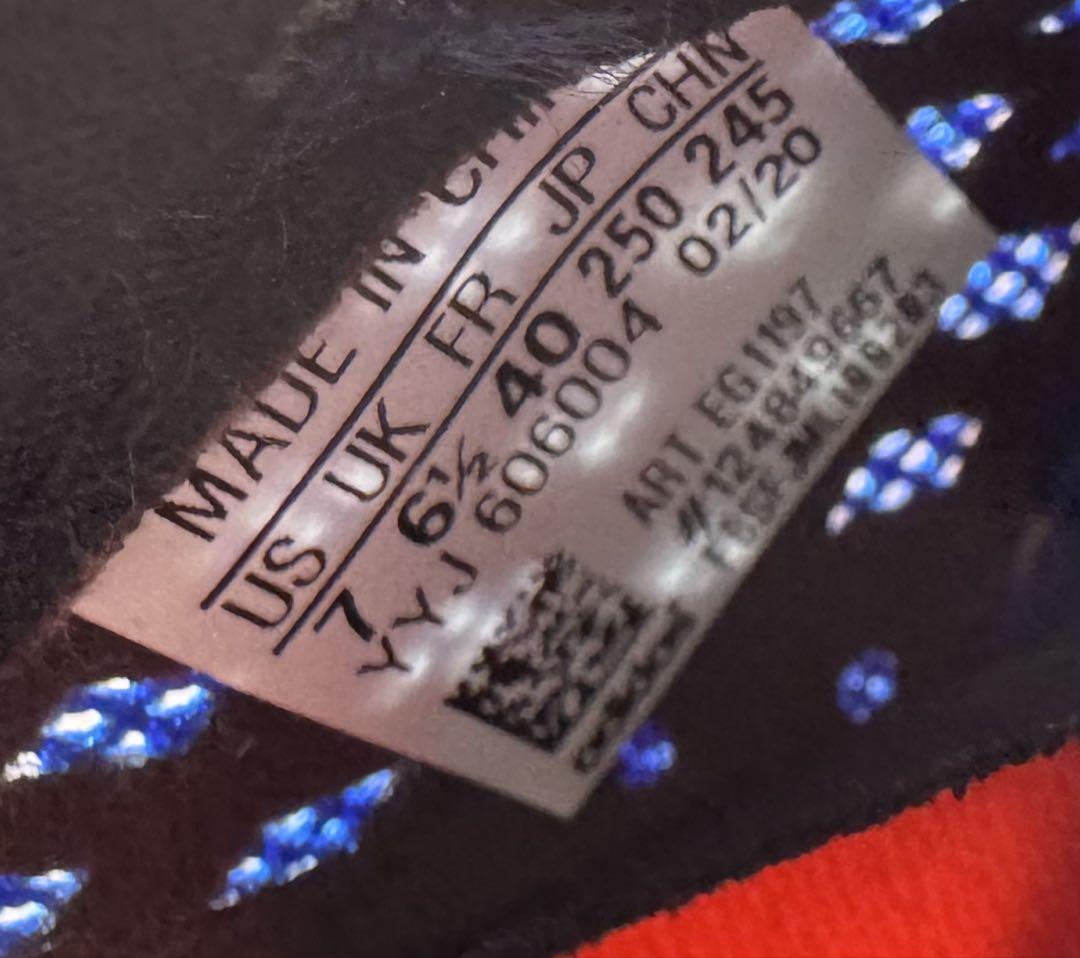 MADE IN CHI
US UK FR JP CHN
7 6½ 40 250 245
YYJ 606004 02/20
ART EG1197